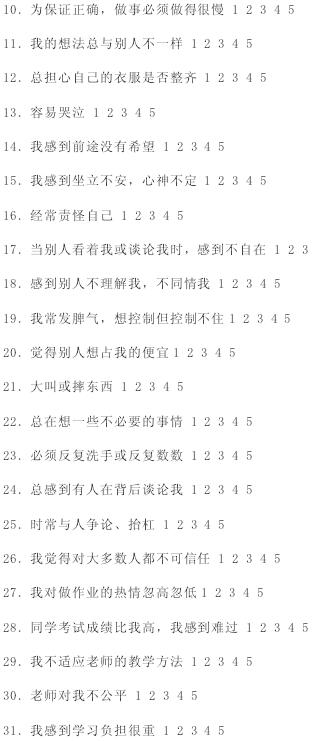 10. 为保证正确，做事必须做得很慢 1 2 3 4 5
11. 我的想法总与别人不一样 1 2 3 4 5
12. 总担心自己的衣服是否整齐 1 2 3 4 5
13. 容易哭泣 1 2 3 4 5
14. 我感到前途没有希望 1 2 3 4 5
15. 我感到坐立不安，心神不定 1 2 3 4 5
16. 经常责怪自己 1 2 3 4 5
17. 当别人看着我或谈论我时，感到不自在 1 2 3
18. 感到别人不理解我，不同情我 1 2 3 4 5
19. 我常发脾气，想控制但控制不住 1 2 3 4 5
20. 觉得别人想占我的便宜 1 2 3 4 5
21. 大叫或摔东西 1 2 3 4 5
22. 总在想一些不必要的事情 1 2 3 4 5
23. 必须反复洗手或反复数数 1 2 3 4 5
24. 总感到有人在背后谈论我 1 2 3 4 5
25. 时常与人争论、抬杠 1 2 3 4 5
26. 我觉得对大多数人都不可信任 1 2 3 4 5
27. 我对做作业的热情忽高忽低 1 2 3 4 5
28. 同学考试成绩比我高，我感到难过 1 2 3 4 5
29. 我不适应老师的教学方法 1 2 3 4 5
30. 老师对我不公平 1 2 3 4 5
31. 我感到学习负担很重 1 2 3 4 5